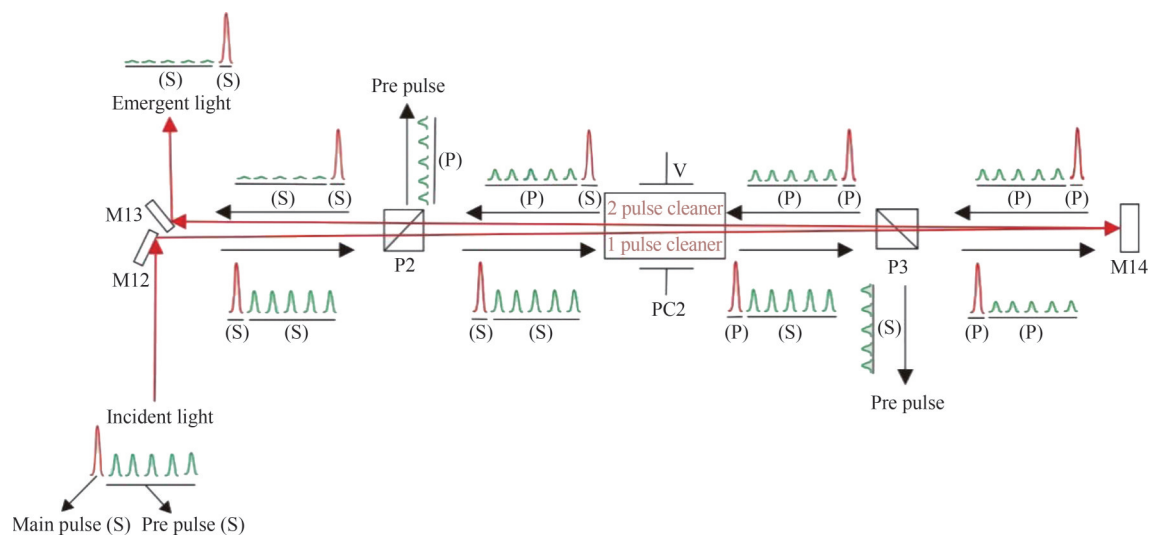 (S)
(S)
Emergent light
Pre pulse
(P)
(S)
(S)
(P)
(S)
V
(P)
(P)
(P)
(P)
M13
2 pulse cleaner
1 pulse cleaner
M12
P2
P3
M14
PC2
(S)
(S)
(S)
(S)
(P)
(S)
(S)
(P)
(P)
Pre pulse
Incident light
Main pulse (S)
Pre pulse (S)